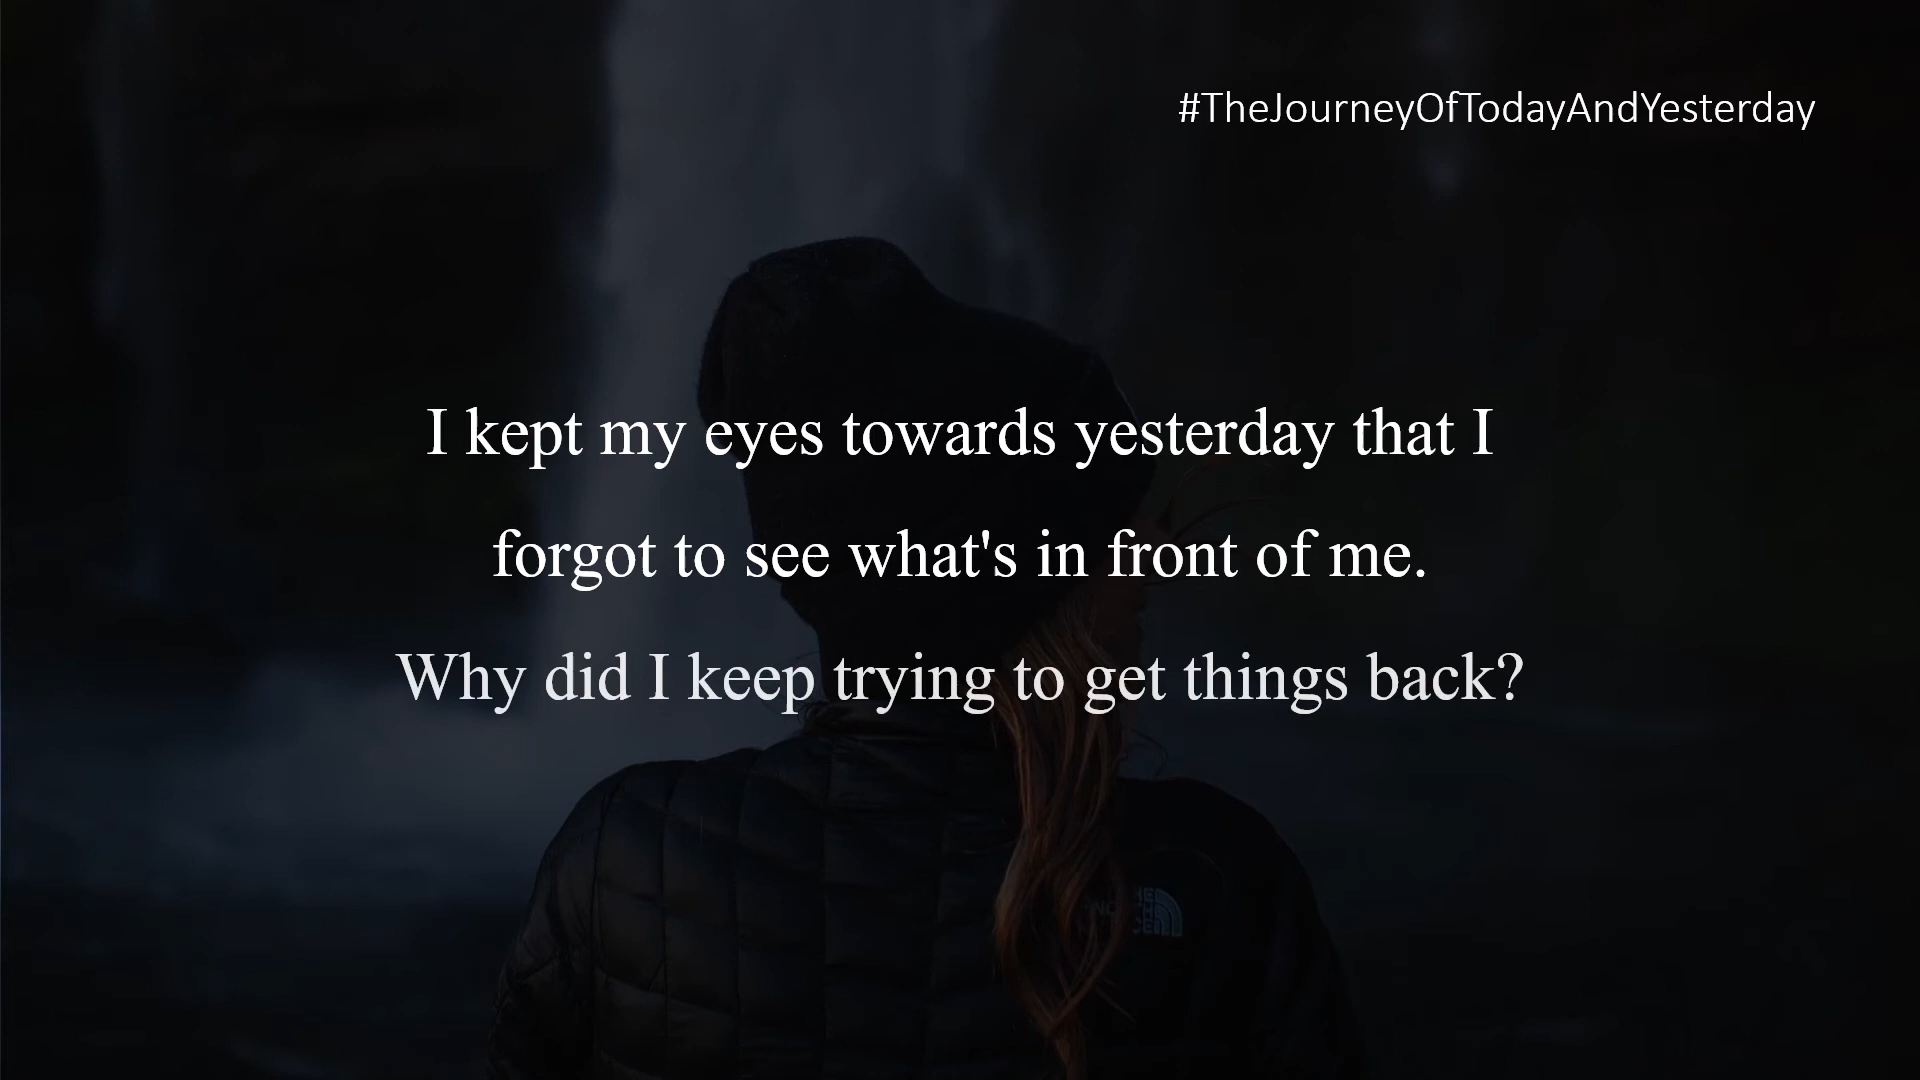 #TheJourneyOfTodayAndYesterday
I kept my eyes towards yesterday that I
forgot to see what's in front of me.
Why did I keep trying to get things back?